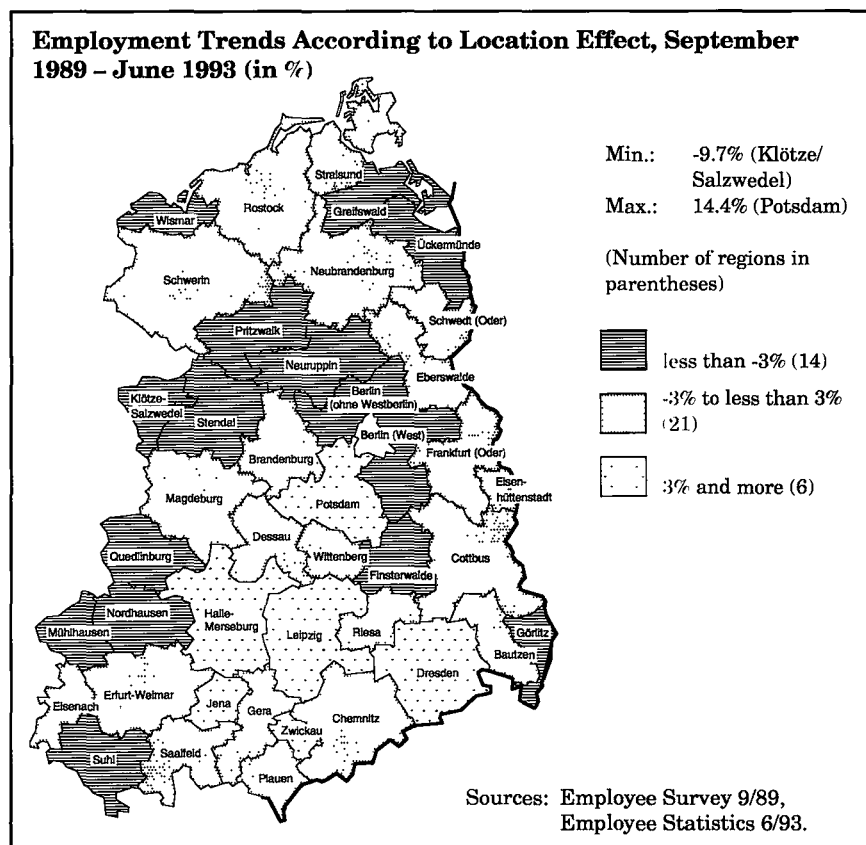 Employment Trends According to Location Effect, September
1989 – June 1993 (in %)
Min.: -9.7% (Klötze/
Salzwedel)
Max.: 14.4% (Potsdam)
(Number of regions in
parentheses)
less than -3% (14)
-3% to less than 3%
(21)
3% and more (6)
Stralsund
Rostock
Greifswald
Wismar
Ückermünde
Neubrandenburg
Schwerin
Schwedt (Oder)
Pritzwalk
Neuruppin
Eberswalde
Klötze-
Salzwedel
Berlin
(ohne Westberlin)
Stendal
Berlin (West)
Brandenburg
Frankfurt (Oder)
Eisen-
hüttenstadt
Magdeburg
Potsdam
Dessau
Quedlinburg
Wittenberg
Cottbus
Finsterwalde
Nordhausen
Halle-
Merseburg
Mühlhausen
Leipzig
Riesa
Görlitz
Bautzen
Dresden
Erfurt-Weimar
Eisenach
Jena
Gera
Chemnitz
Zwickau
Suhl
Saalfeld
Plauen
Sources: Employee Survey 9/89,
Employee Statistics 6/93.